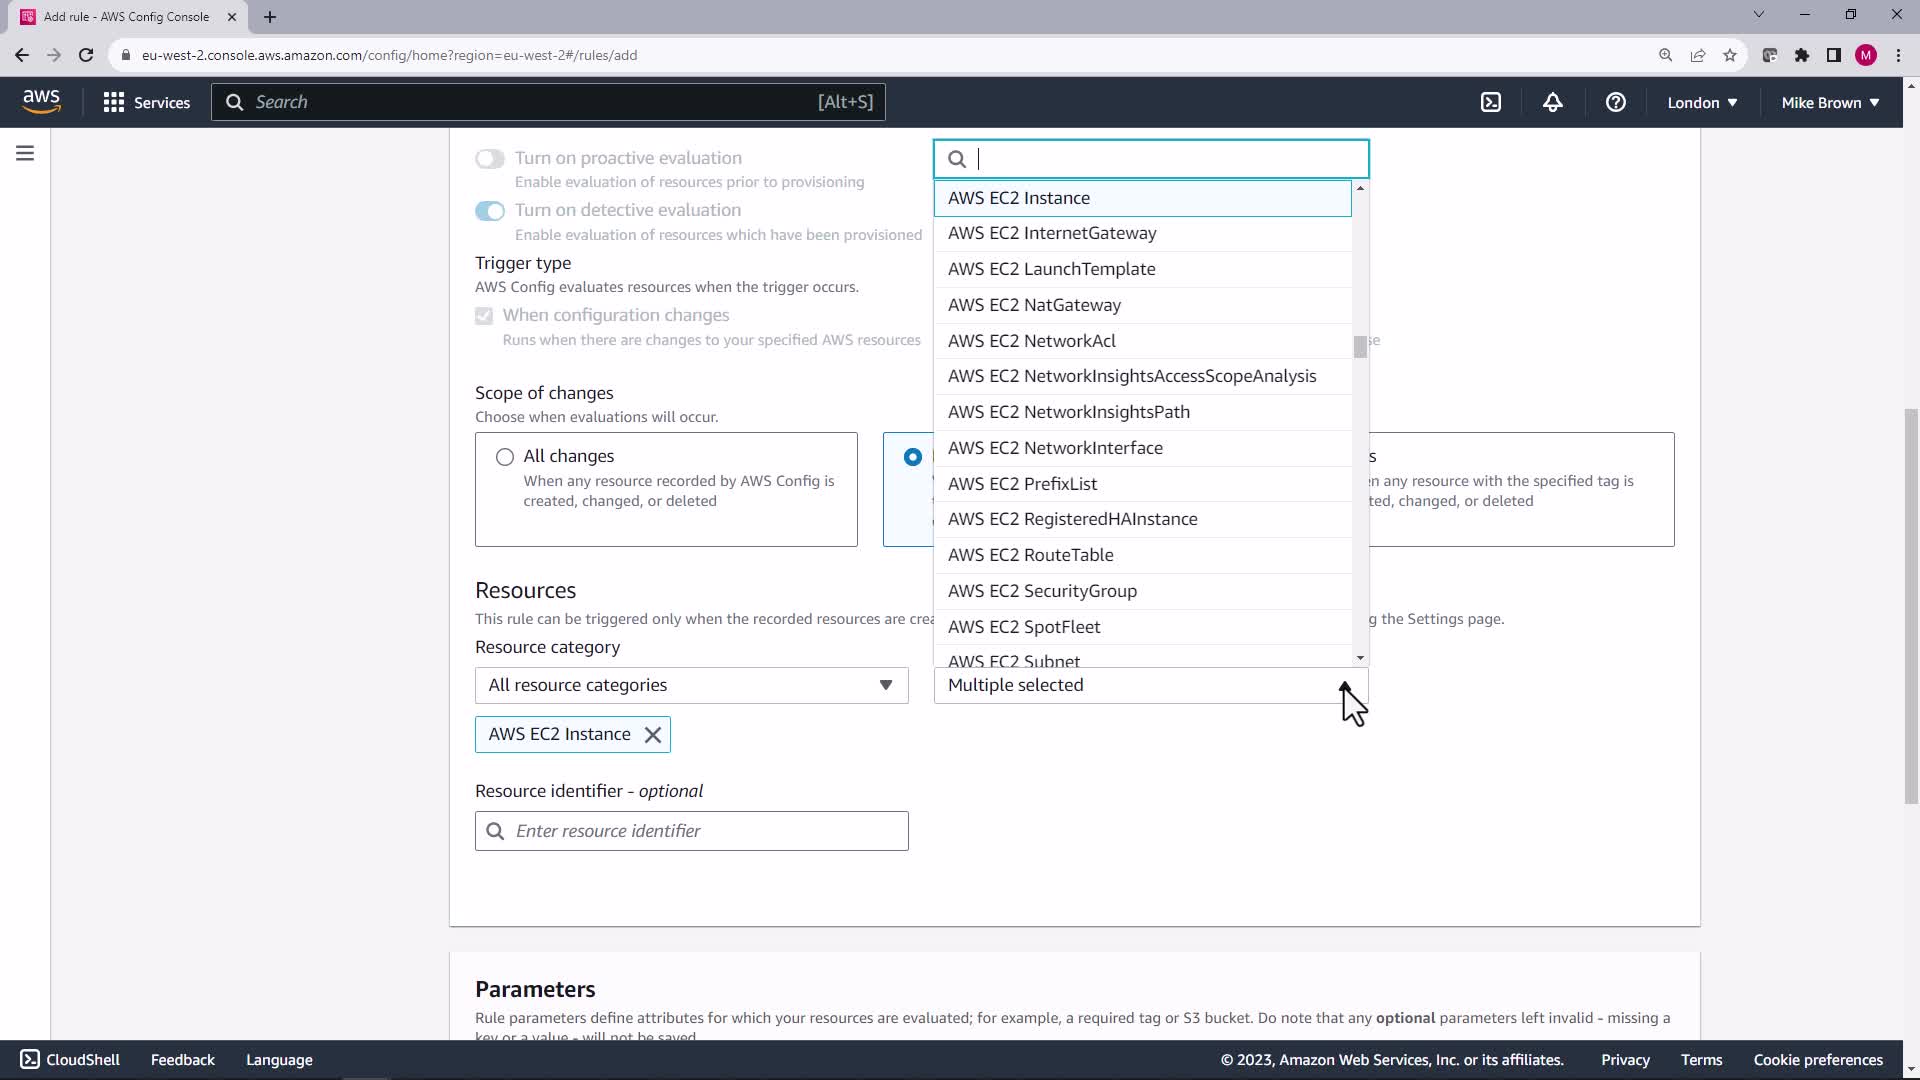 Add rule - AWS Config Console
eu-west-2.console.aws.amazon.com/config/home?region=eu-west-2#/rules/add
M
aws
Services
Search
[Alt+S]
London
Mike Brown
Turn on proactive evaluation
Enable evaluation of resources prior to provisioning
Turn on detective evaluation
Enable evaluation of resources which have been provisioned
Trigger type
AWS Config evaluates resources when the trigger occurs.
When configuration changes
Runs when there are changes to your specified AWS resources
Scope of changes
Choose when evaluations will occur.
All changes
When any resource recorded by AWS Config is
created, changed, or deleted
any resource with the specified tag is
changed, or deleted
AWS EC2 Instance
AWS EC2 InternetGateway
AWS EC2 LaunchTemplate
AWS EC2 NatGateway
AWS EC2 NetworkAcl
AWS EC2 NetworkInsightsAccessScopeAnalysis
AWS EC2 NetworkInsightsPath
AWS EC2 NetworkInterface
AWS EC2 PrefixList
AWS EC2 RegisteredHAInstance
AWS EC2 RouteTable
AWS EC2 SecurityGroup
AWS EC2 SpotFleet
AWS EC2 Subnet
Resources
This rule can be triggered only when the recorded resources are
the Settings page.
Resource category
All resource categories
Multiple selected
AWS EC2 Instance
Resource identifier - optional
Enter resource identifier
Parameters
Rule parameters define attributes for which your resources are evaluated; for example, a required tag or S3 bucket. Do note that any optional parameters left invalid - missing a
key or a value - will not be saved
CloudShell
Feedback
Language
© 2023, Amazon Web Services, Inc. or its affiliates.
Privacy
Terms
Cookie preferences